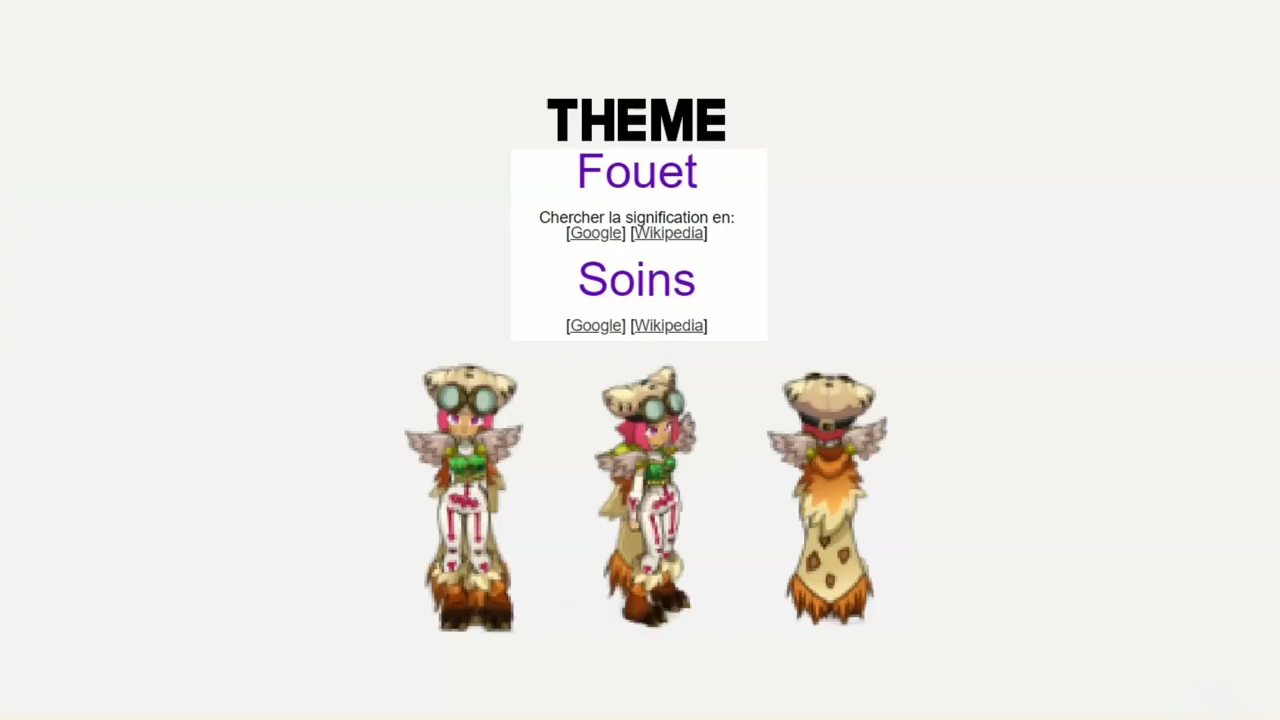 THEME
Fouet
Chercher la signification en:
[Google] [Wikipedia]
Soins
[Google] [Wikipedia]